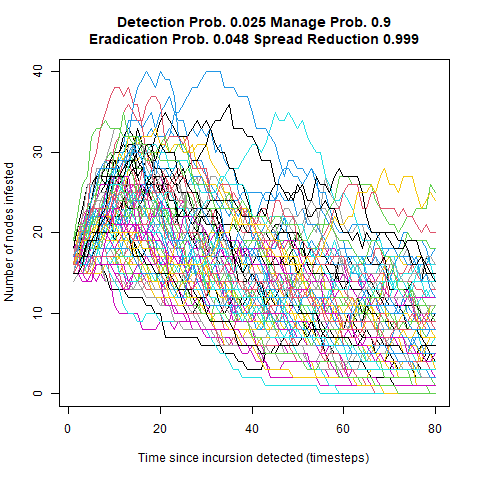 Detection Prob. 0.025 Manage Prob. 0.9
Eradication Prob. 0.048 Spread Reduction 0.999
Number of nodes infested
40
30
20
10
0
0 20 40 60 80
Time since incursion detected (timesteps)